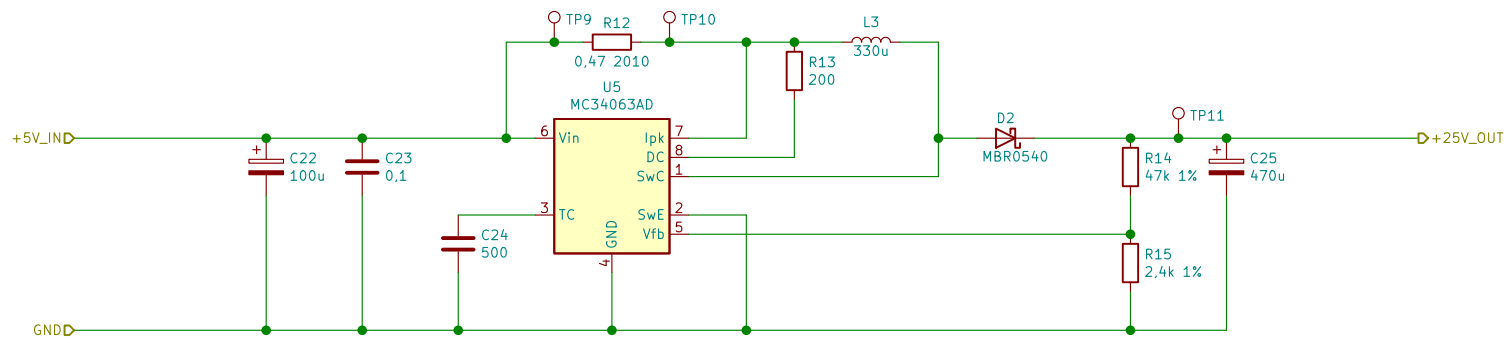 TP9
R12
TP10
L3
0,47 2010
330u
R13
200
U5
MC34063AD
+5V_IN
6
Vin
Ipk
7
DC
8
SwC
1
3
TC
SwE
2
Vfb
5
GND
4
C22
100u
C23
0,1
C24
500
D2
MBR0540
TP11
R14
47k 1%
C25
470u
+25V_OUT
R15
2,4k 1%
GND